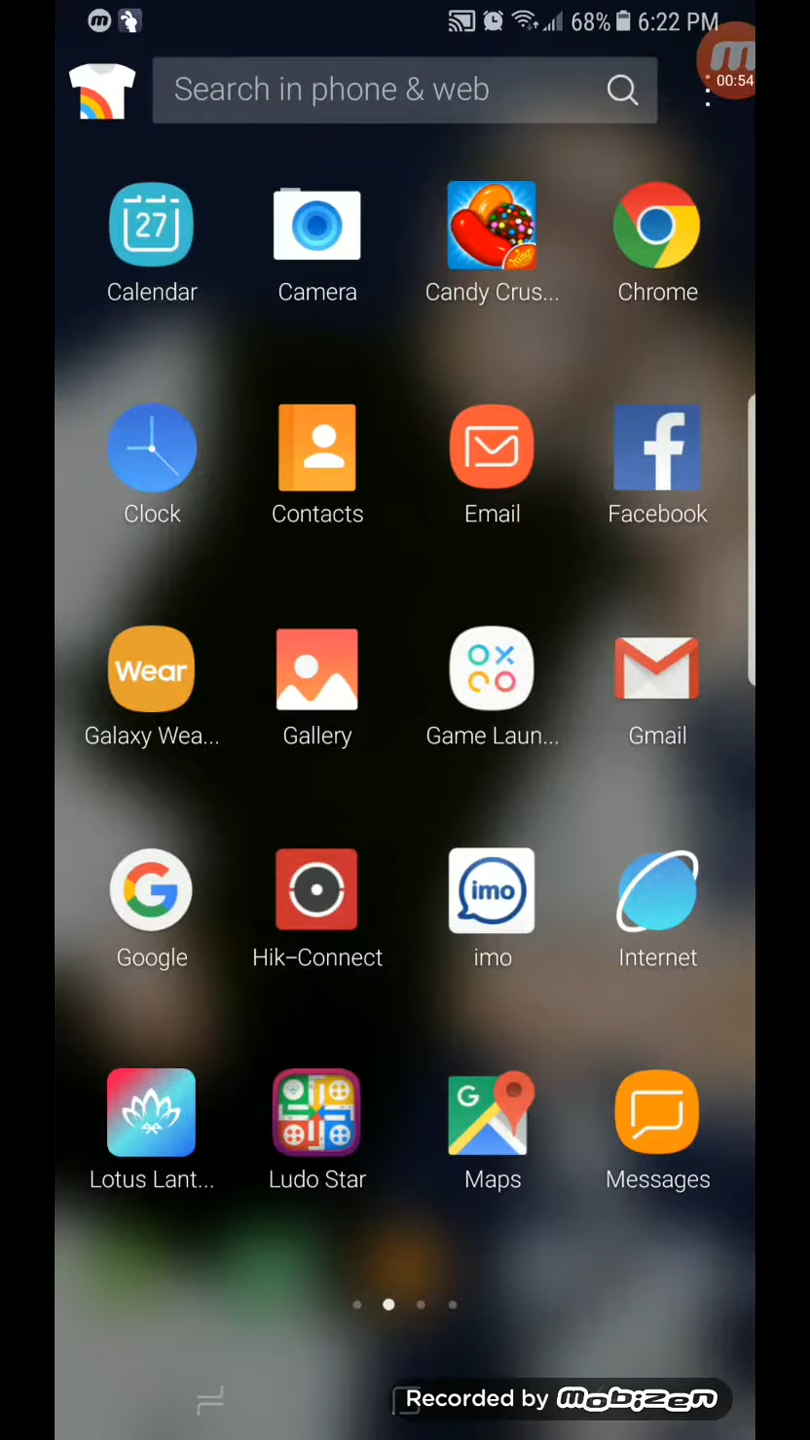 68% 6:22 PM
Search in phone & web
00:54
27
King
Calendar Camera Candy Crus... Chrome
Clock Contacts Email Facebook
Wear
Galaxy Wea... Gallery Game Laun... Gmail
imo
Google Hik-Connect imo Internet
G
Lotus Lant... Ludo Star Maps Messages
Recorded by mobizen